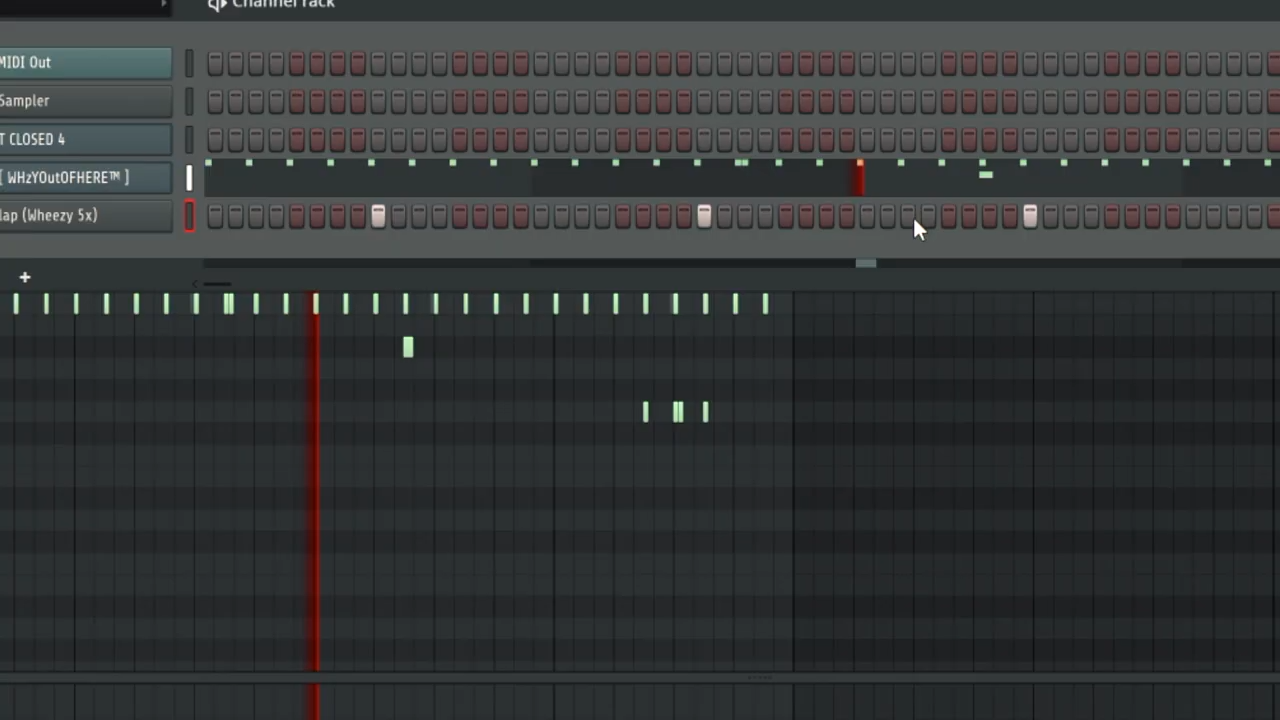 Channel rack
MIDI Out
Sampler
T CLOSED 4
[ WHzYOutOFHERE™ ]
lap (Wheezy 5x)